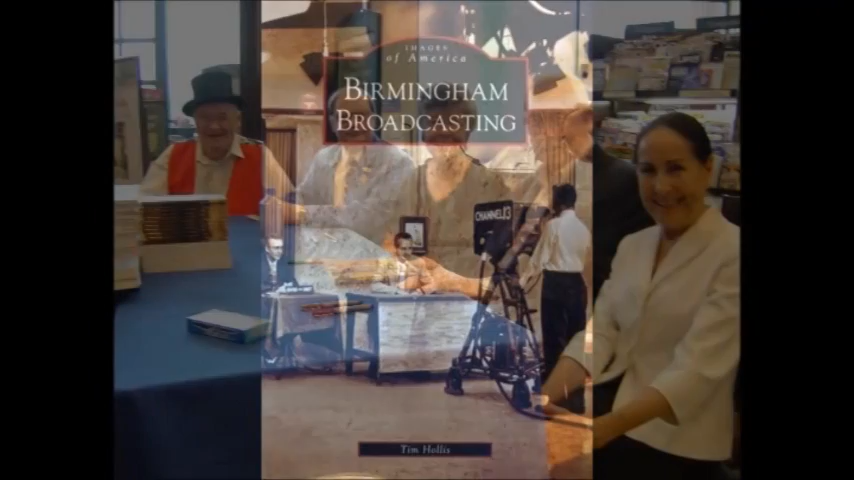 IMAGES
of America
BIRMINGHAM
BROADCASTING
CHANNEL 13
Tim Hollis